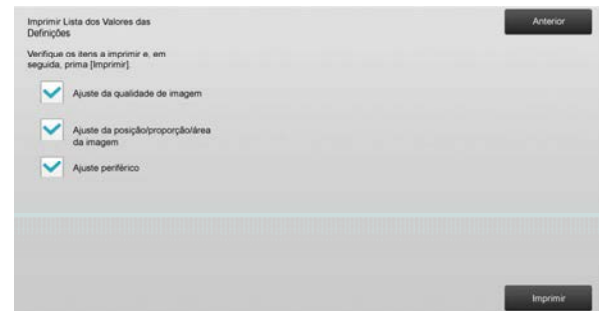 Imprimir Lista dos Valores das
Definições
Anterior
Verifique os itens a imprimir e, em
seguida, prima [Imprimir].
Ajuste da qualidade de imagem
Ajuste da posição/proporção/área
da imagem
Ajuste periférico
Imprimir